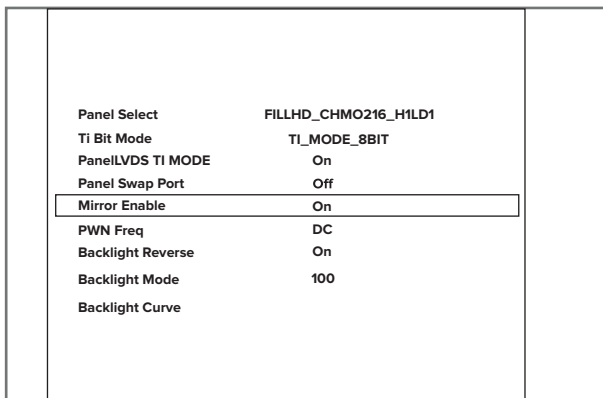 Panel Select FILLHD_CHMO216_H1LD1
Ti Bit Mode TI_MODE_8BIT
PanelLVDS TI MODE On
Panel Swap Port Off
Mirror Enable On
PWN Freq DC
Backlight Reverse On
Backlight Mode 100
Backlight Curve